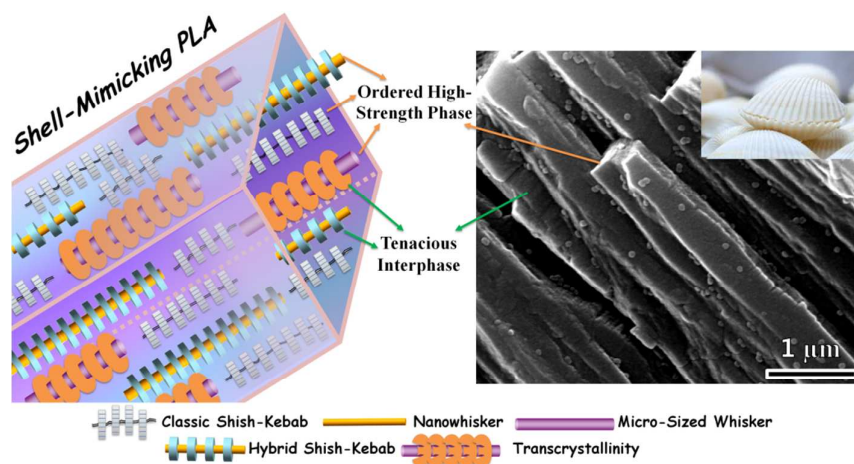 Shell-Mimicking PLA
Ordered High-
Strength Phase
Tenacious
Interphase
1 µm
Classic Shish-Kebab
Nanowhisker
Micro-Sized Whisker
Hybrid Shish-Kebab
Transcrystallinity